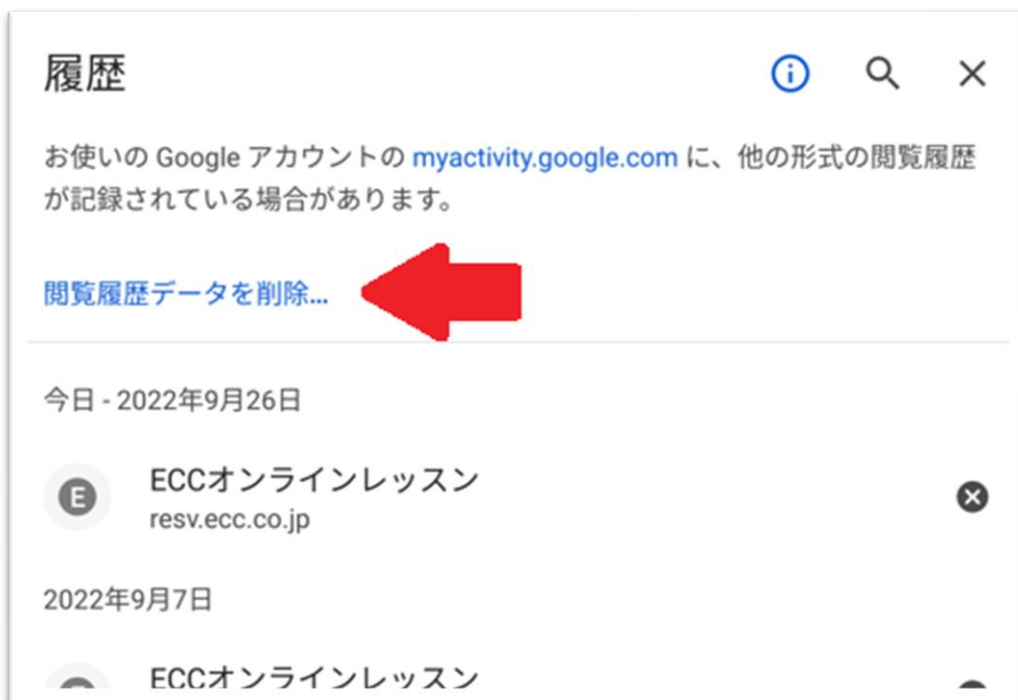 履歴
お使いの Google アカウントの myactivity.google.com に、他の形式の閲覧履歴
が記録されている場合があります。
閲覧履歴データを削除...
今日 - 2022年9月26日
E
ECCオンラインレッスン
resv.ecc.co.jp
2022年9月7日
ECCオンラインレッスン